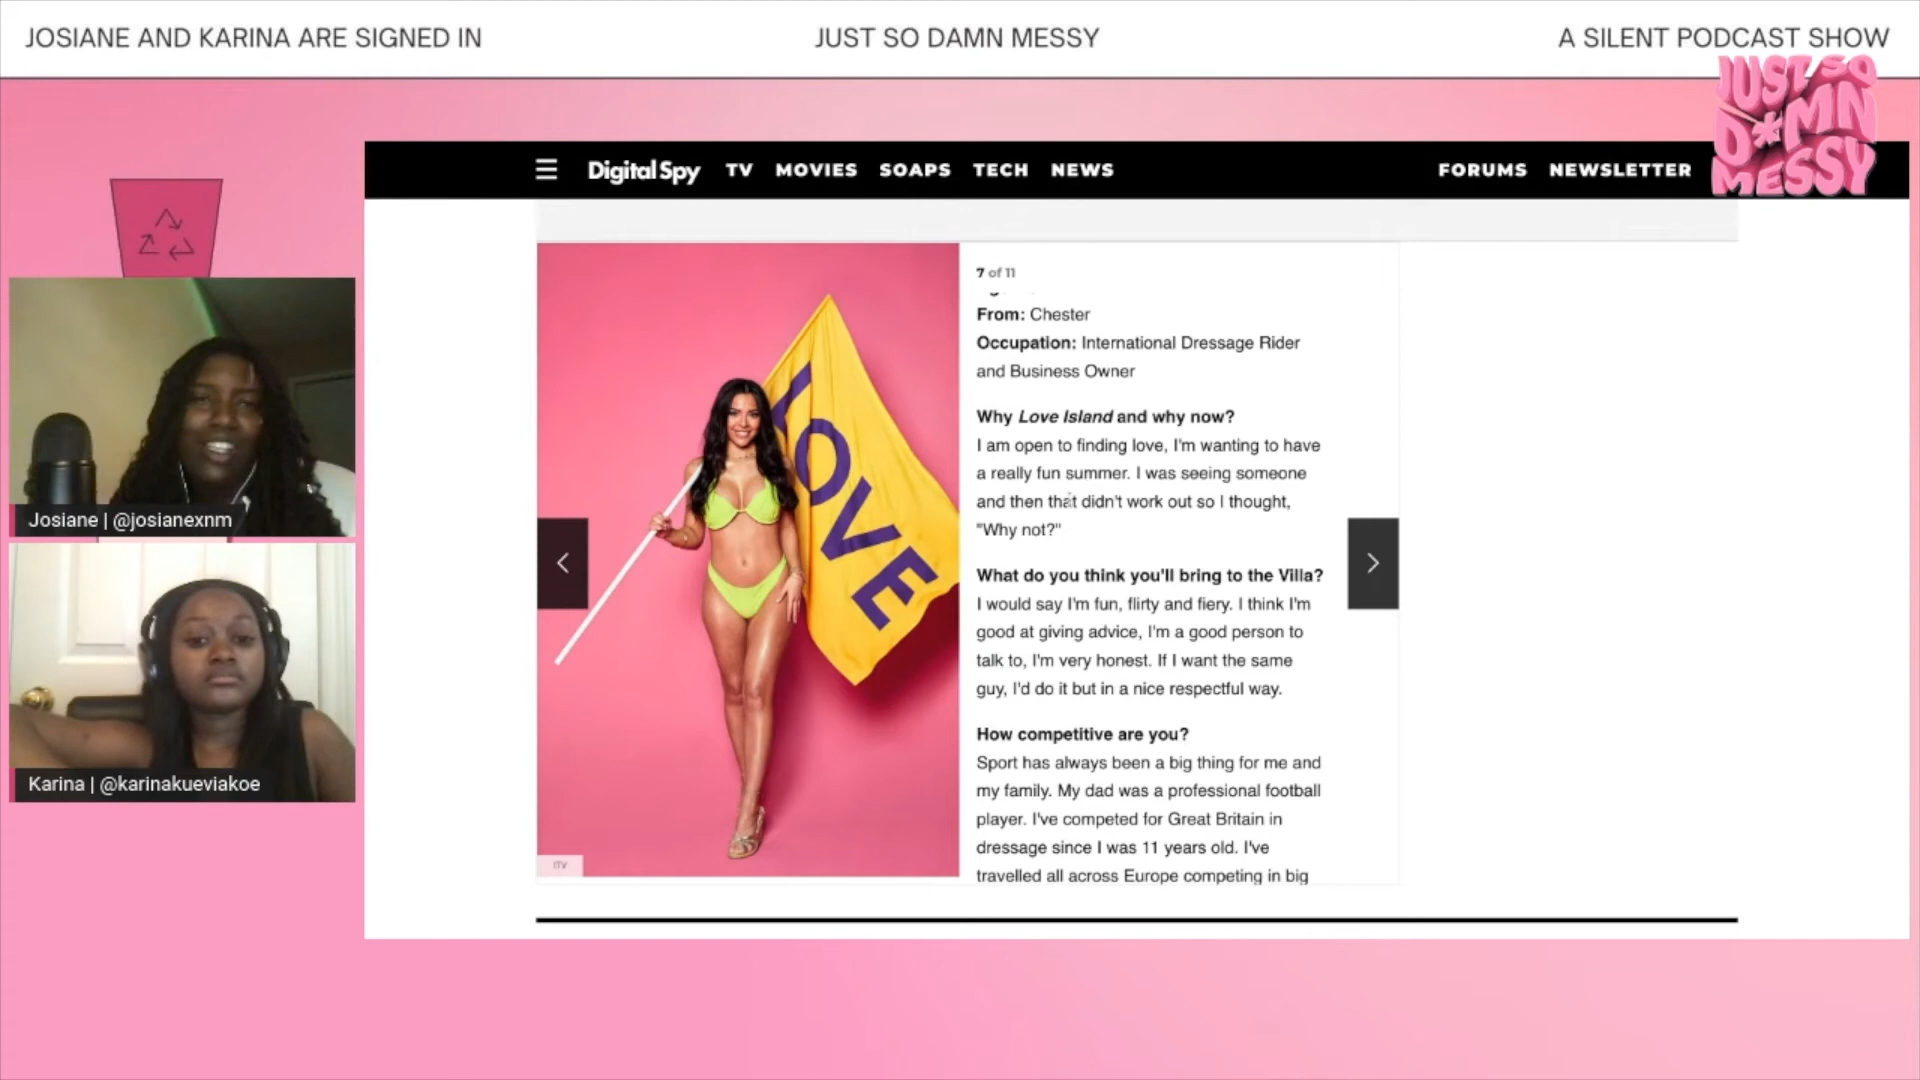 JOSIANE AND KARINA ARE SIGNED IN
JUST SO DAMN MESSY
A SILENT PODCAST SHOW
JUST SO
D*MN
MESSY
Digital Spy
TV
MOVIES
SOAPS
TECH
NEWS
FORUMS
NEWSLETTER
Josiane | @josianexnm
Karina | @karinakueviakoe
LOVE
ITV
7 of 11
From: Chester
Occupation: International Dressage Rider
and Business Owner
Why Love Island and why now?
I am open to finding love, I'm wanting to have
a really fun summer. I was seeing someone
and then that didn't work out so I thought,
"Why not?"
What do you think you'll bring to the Villa?
I would say I'm fun, flirty and fiery. I think I'm
good at giving advice, I'm a good person to
talk to, I'm very honest. If I want the same
guy, I'd do it but in a nice respectful way.
How competitive are you?
Sport has always been a big thing for me and
my family. My dad was a professional football
player. I've competed for Great Britain in
dressage since I was 11 years old. I've
travelled all across Europe competing in big